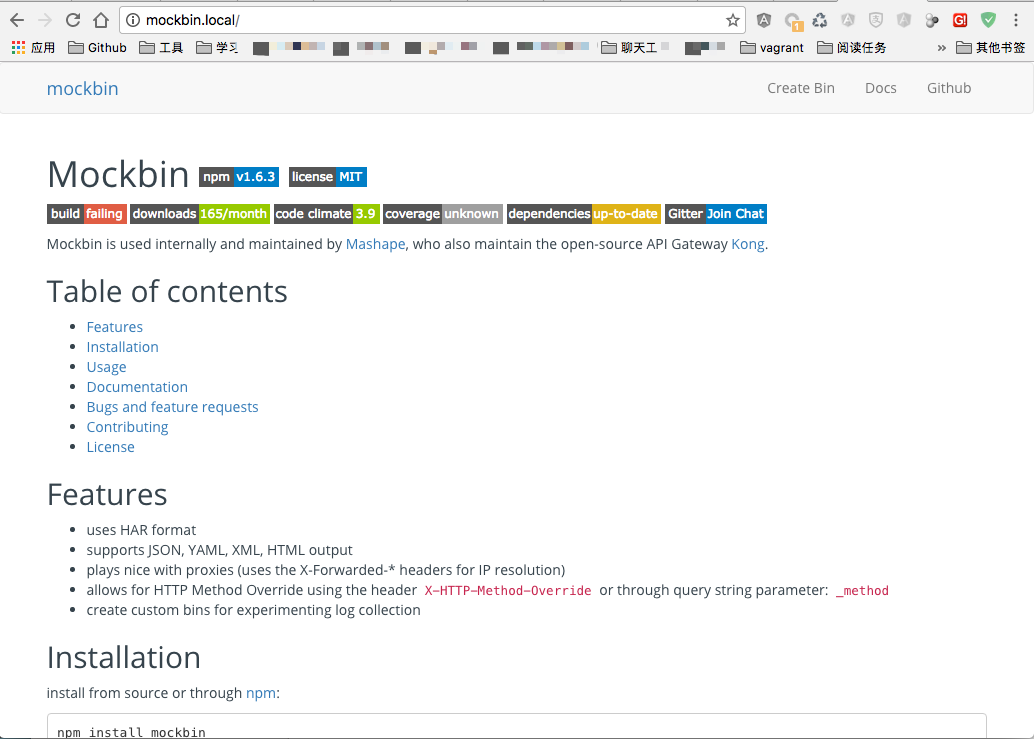 mockbin.local/
应用 Github 工具 学习 聊天工 vagrant 阅读任务 » 其他书签
mockbin Create Bin Docs Github
Mockbin npm v1.6.3 license MIT
build failing downloads 165/month code climate 3.9 coverage unknown dependencies up-to-date Gitter Join Chat
Mockbin is used internally and maintained by Mashape, who also maintain the open-source API Gateway Kong.
Table of contents
Features
Installation
Usage
Documentation
Bugs and feature requests
Contributing
License
Features
uses HAR format
supports JSON, YAML, XML, HTML output
plays nice with proxies (uses the X-Forwarded-* headers for IP resolution)
allows for HTTP Method Override using the header X-HTTP-Method-Override or through query string parameter: _method
create custom bins for experimenting log collection
Installation
install from source or through npm:
npm install mockbin